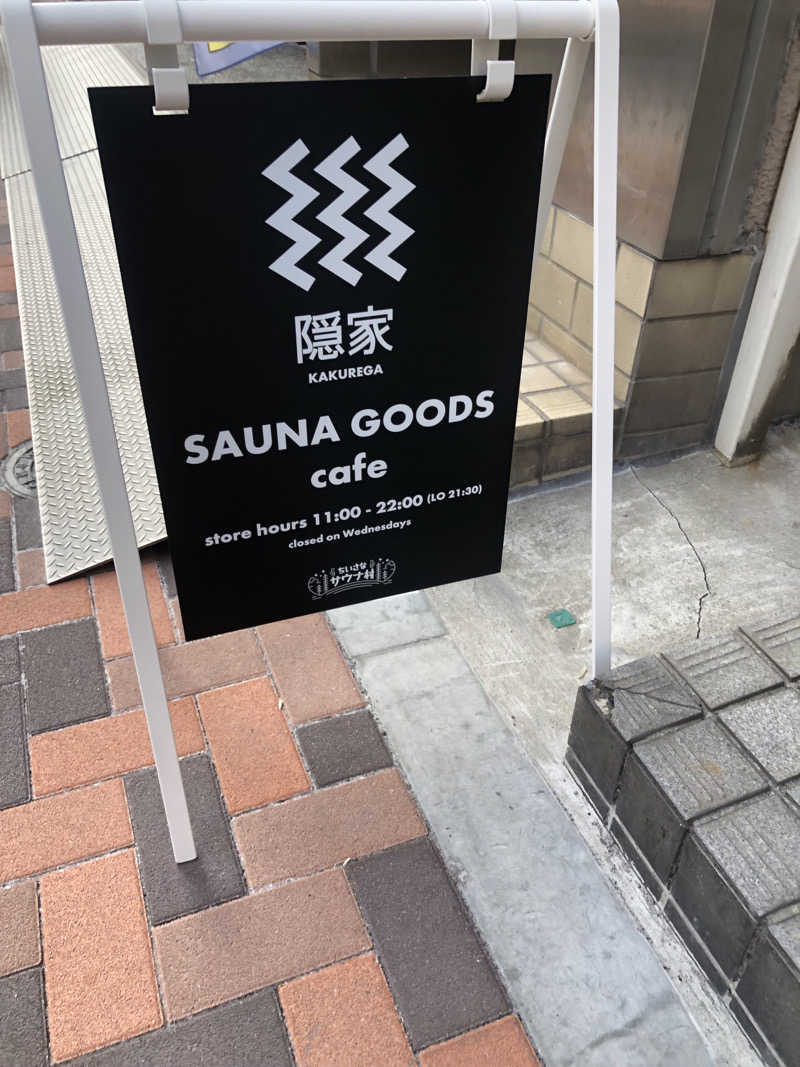 隠家
KAKUREGA
SAUNA GOODS
cafe
store hours 11:00 - 22:00 (LO 21:30)
closed on Wednesdays
ちいさな
サウナ村